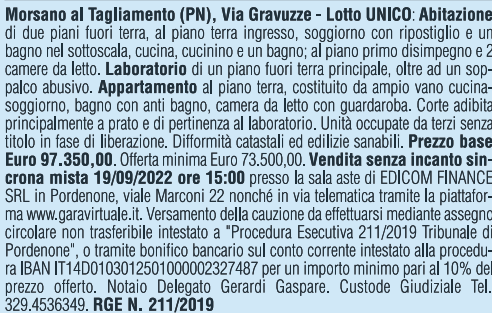 Morsano al Tagliamento (PN), Via Gravuzze - Lotto UNICO: Abitazione
di due piani fuori terra, al piano terra ingresso, soggiorno con ripostiglio e un
bagno nel sottoscala, cucina, cucinino e un bagno; al piano primo disimpegno e 2
camere da letto. Laboratorio di un piano fuori terra principale, oltre ad un sop-
palco abusivo. Appartamento al piano terra, costituito da ampio vano cucina-
soggiorno, bagno con anti bagno, camera da letto con guardaroba. Corte adibita
principalmente a prato e di pertinenza al laboratorio. Unità occupate da terzi senza
titolo in fase di liberazione. Difformità catastali ed edilizie sanabili. Prezzo base
Euro 97.350,00. Offerta minima Euro 73.500,00. Vendita senza incanto sin-
crona mista 19/09/2022 ore 15:00 presso la sala aste di EDICOM FINANCE
SRL in Pordenone, viale Marconi 22 nonché in via telematica tramite la piattafor-
ma www.garavirtuale.it. Versamento della cauzione da effettuarsi mediante assegno
circolare non trasferibile intestato a "Procedura Esecutiva 211/2019 Tribunale di
Pordenone", o tramite bonifico bancario sul conto corrente intestato alla procedu-
ra IBAN IT14D0103012501000002327487 per un importo minimo pari al 10% del
prezzo offerto. Notaio Delegato Gerardi Gaspare. Custode Giudiziale Tel.
329.4536349. RGE N. 211/2019